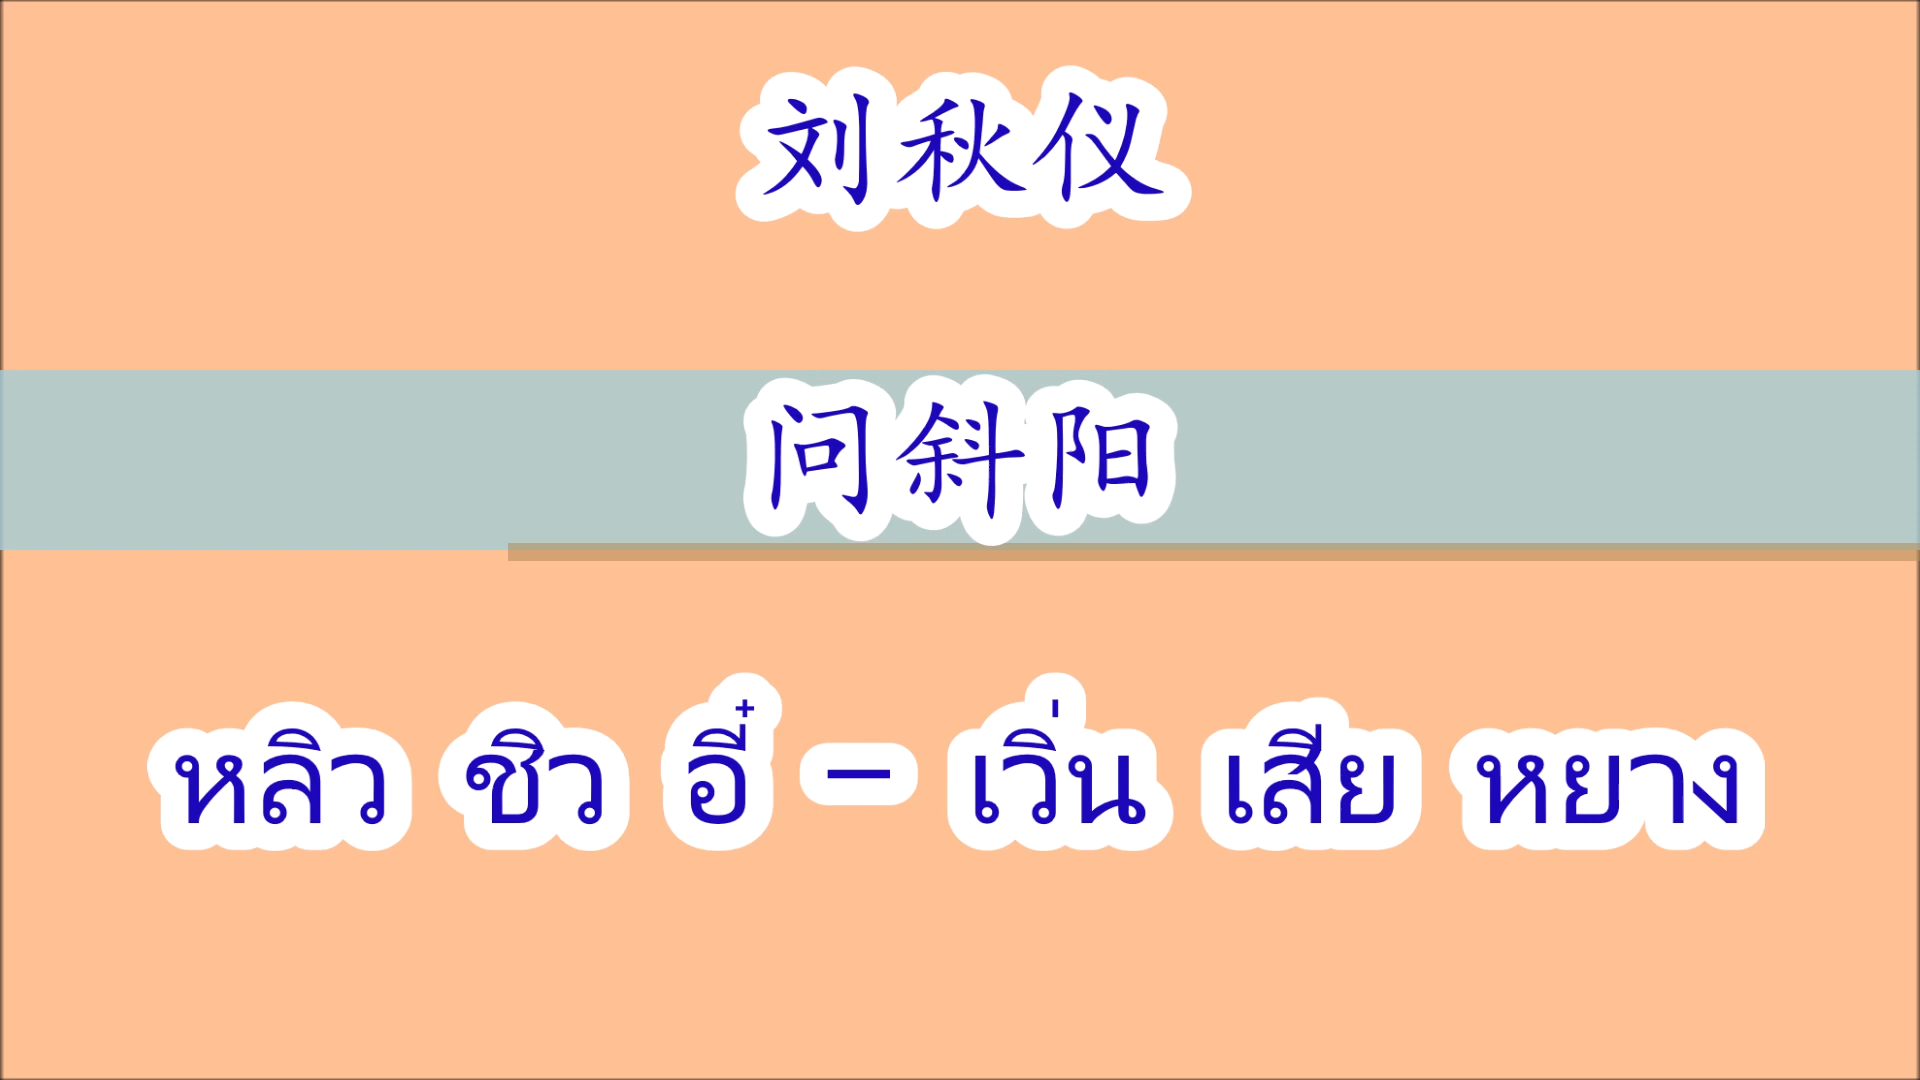 刘秋仪
问斜阳
หลิว ชิว อี๋ – เวิ่น เสีย หยาง